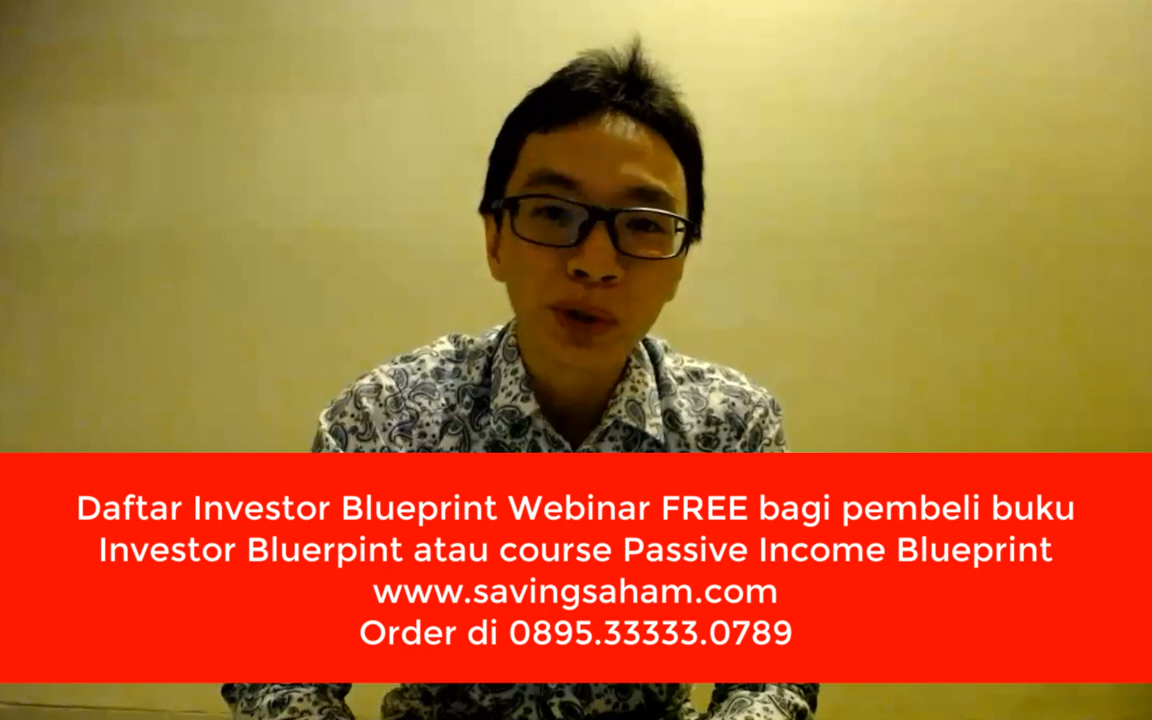 Daftar Investor Blueprint Webinar FREE bagi pembeli buku
Investor Bluerpint atau course Passive Income Blueprint
www.savingsaham.com
Order di 0895.33333.0789